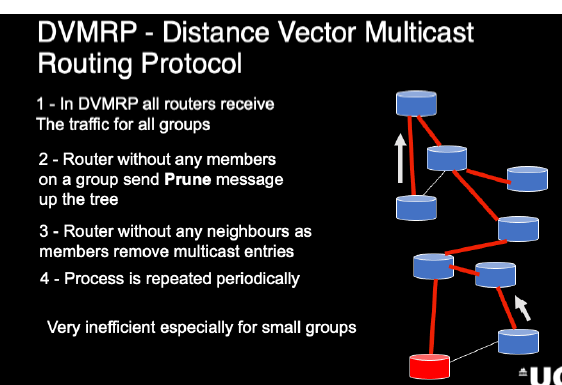 DVMRP - Distance Vector Multicast
Routing Protocol
1 - In DVMRP all routers receive
The traffic for all groups
2 - Router without any members
on a group send Prune message
up the tree
3 - Router without any neighbours as
members remove multicast entries
4 - Process is repeated periodically
Very inefficient especially for small groups